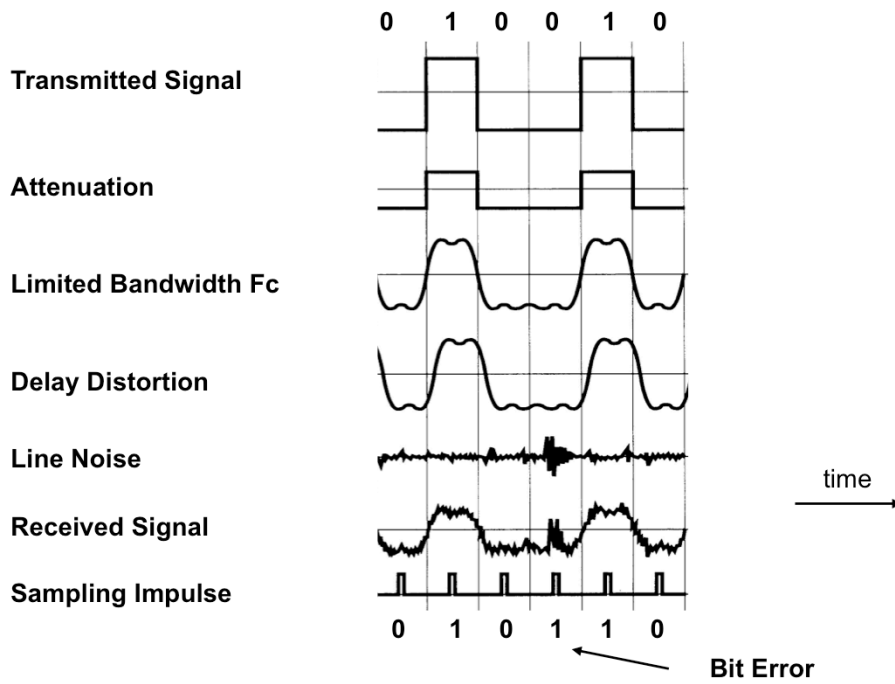 0 1 0 0 1 0
Transmitted Signal
Attenuation
Limited Bandwidth Fc
Delay Distortion
Line Noise
time
Received Signal
Sampling Impulse
0 1 0 1 1 0
Bit Error